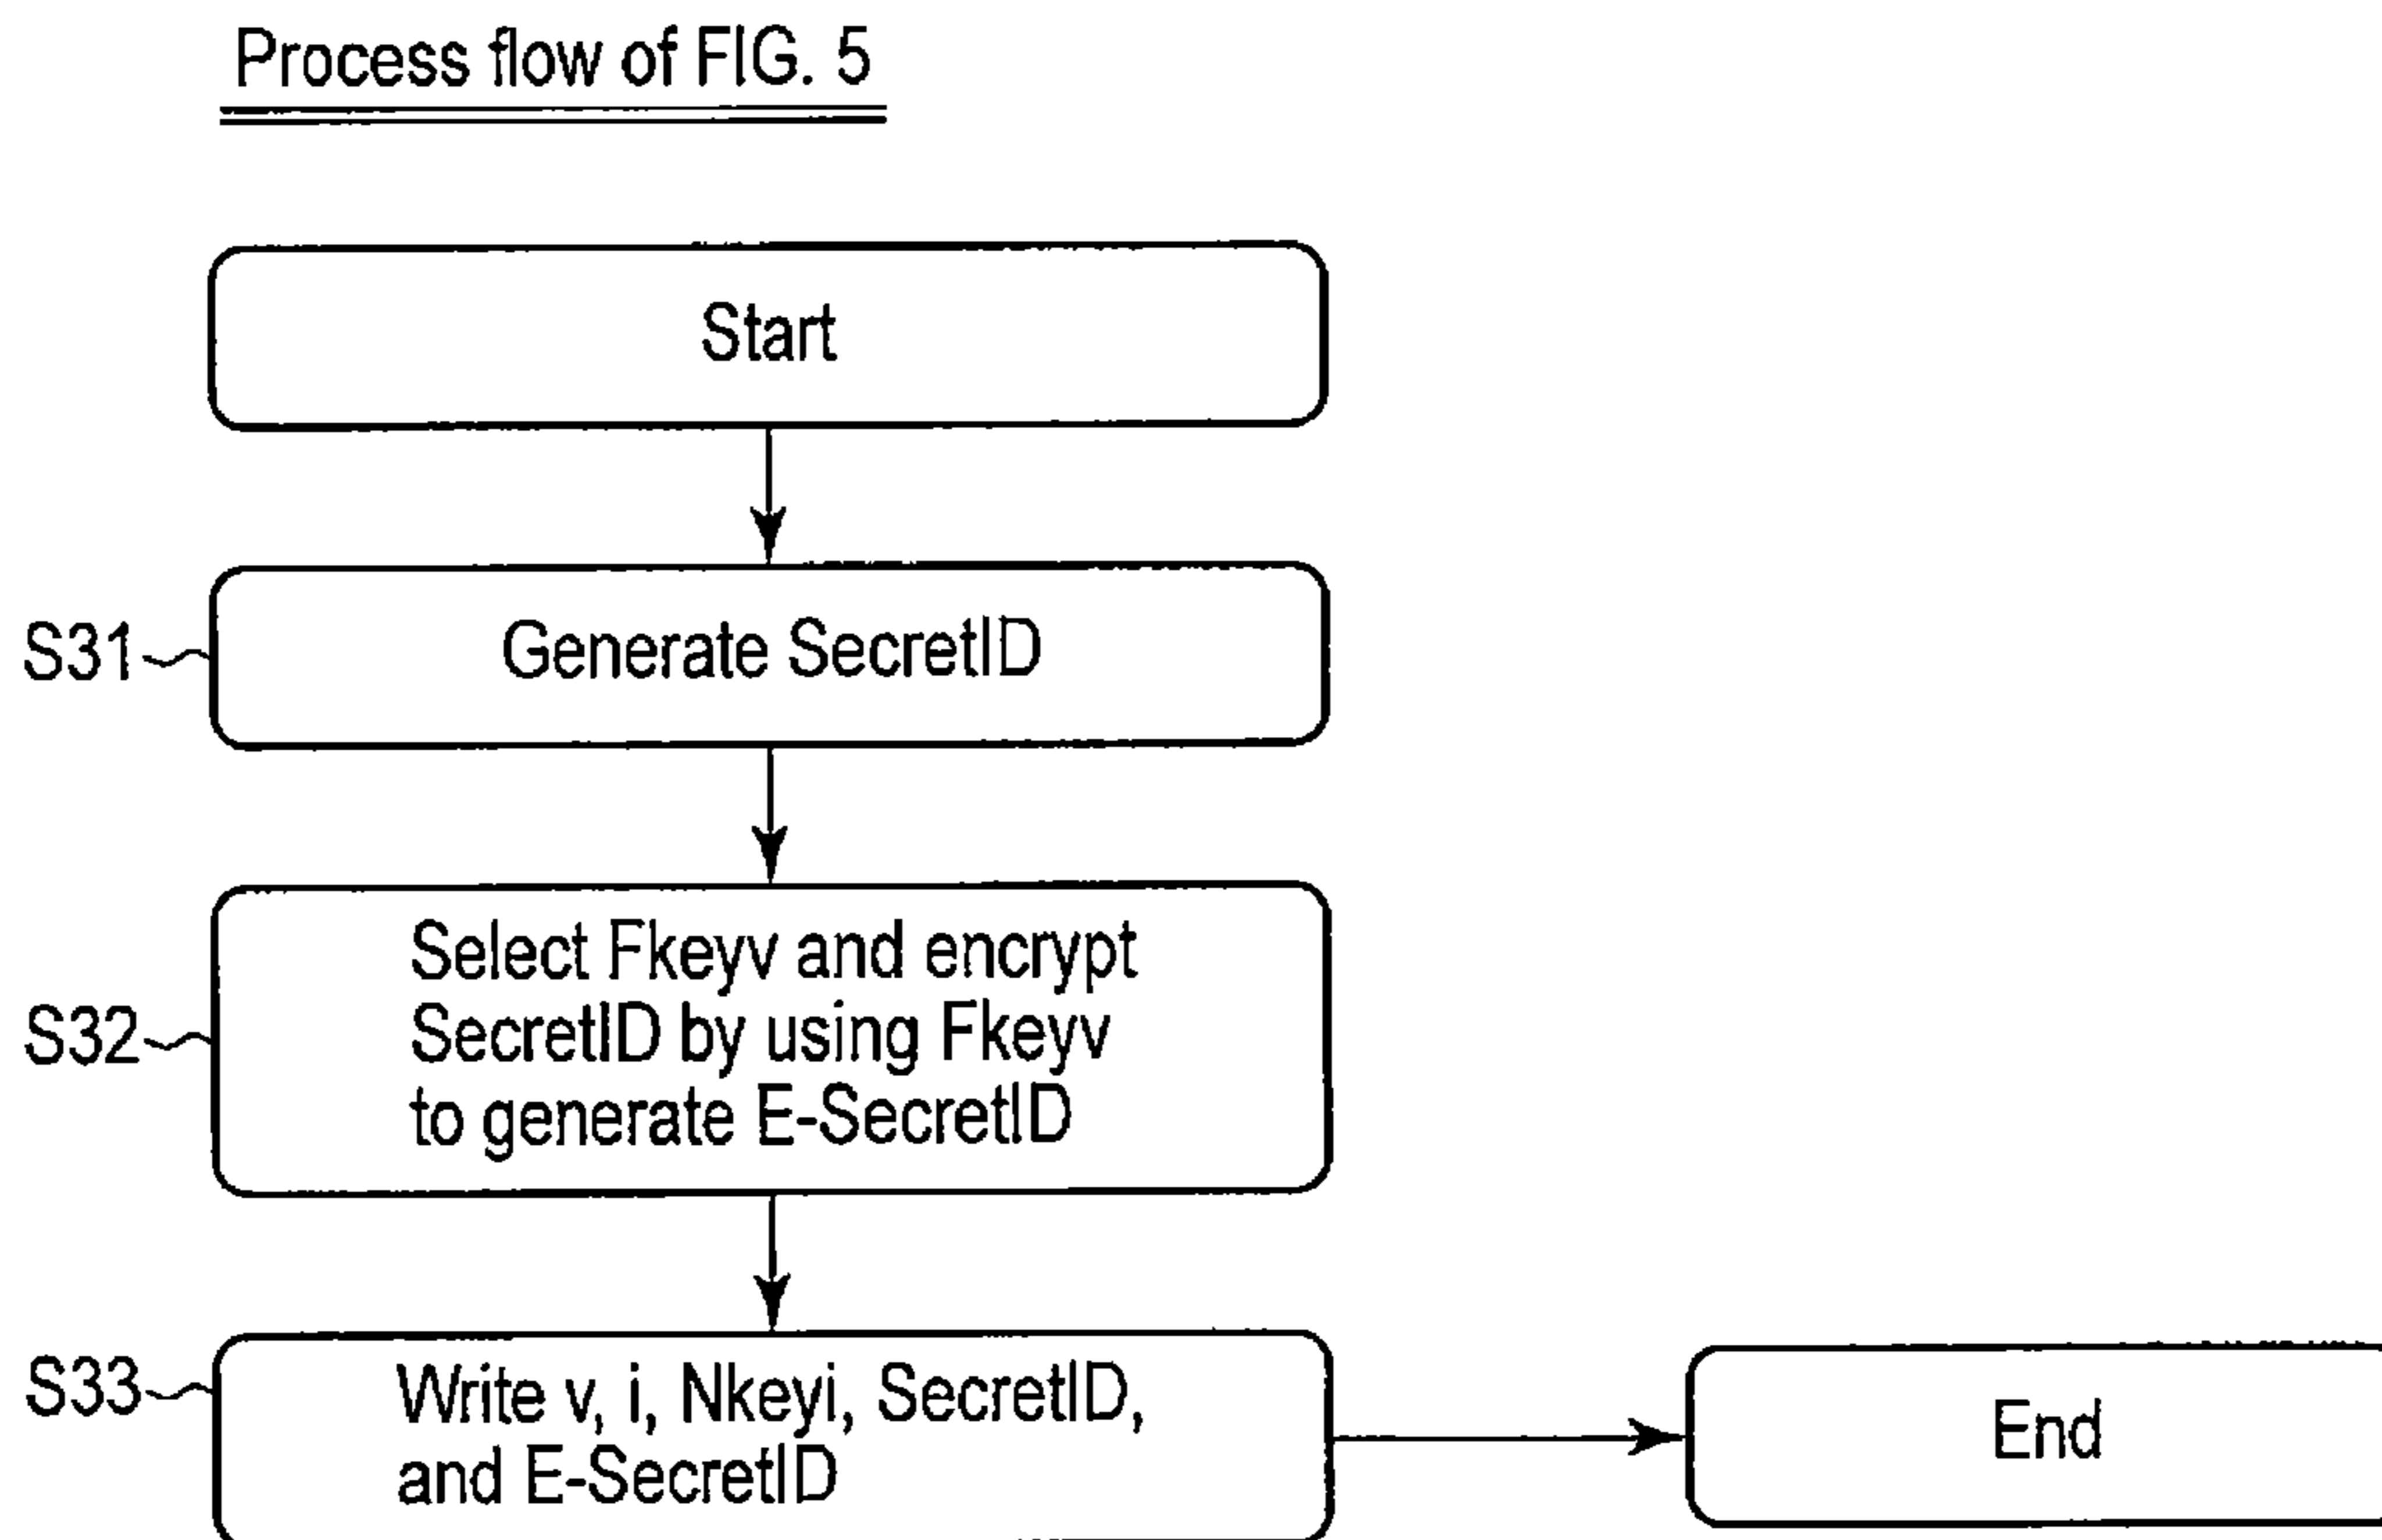 Process flow of FIG. 5
Start
S31
Generate SecretID
S32
Select Fkeyv and encrypt
SecretID by using Fkeyv
to generate E-SecretID
S33
Write v, i, Nkeyi, SecretID,
and E-SecretID
End